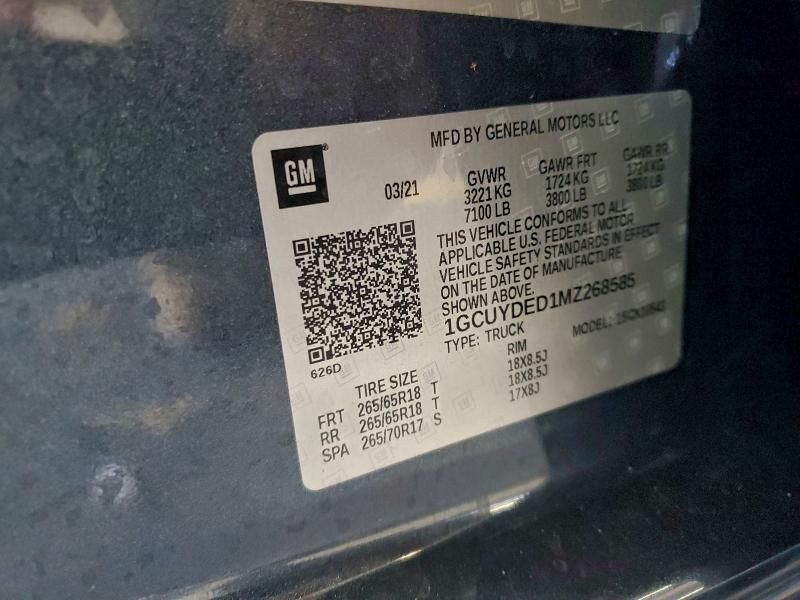 MFD BY GENERAL MOTORS LLC
GM
03/21
GVWR GAWR FRT GAWR RR
3221 KG 1724 KG 1724 KG
7100 LB 3800 LB 3800 LB
THIS VEHICLE CONFORMS TO ALL
APPLICABLE U.S. FEDERAL MOTOR
VEHICLE SAFETY STANDARDS IN EFFECT
ON THE DATE OF MANUFACTURE
SHOWN ABOVE.
1GCUYDED1MZ268585
TYPE: TRUCK MODEL:
626D
TIRE SIZE RIM
FRT 265/65R18 T 18X8.5J
RR 265/65R18 T 18X8.5J
SPA 265/70R17 S 17X8J